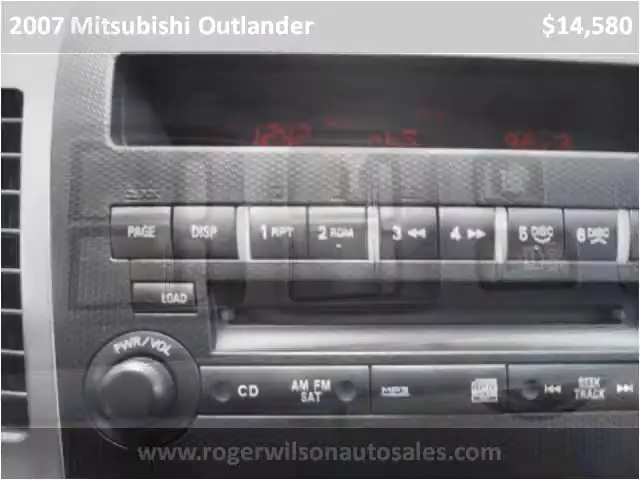 2007 Mitsubishi Outlander $14,580
PAGE DISP 1 RPT 2 RDM 3 ◀◀ 4 ▶▶ 5 DISC 6 DISC
LOAD
PWR/VOL
CD AM FM MP3 SEEK
SAT TRACK
www.rogerwilsonautosales.com